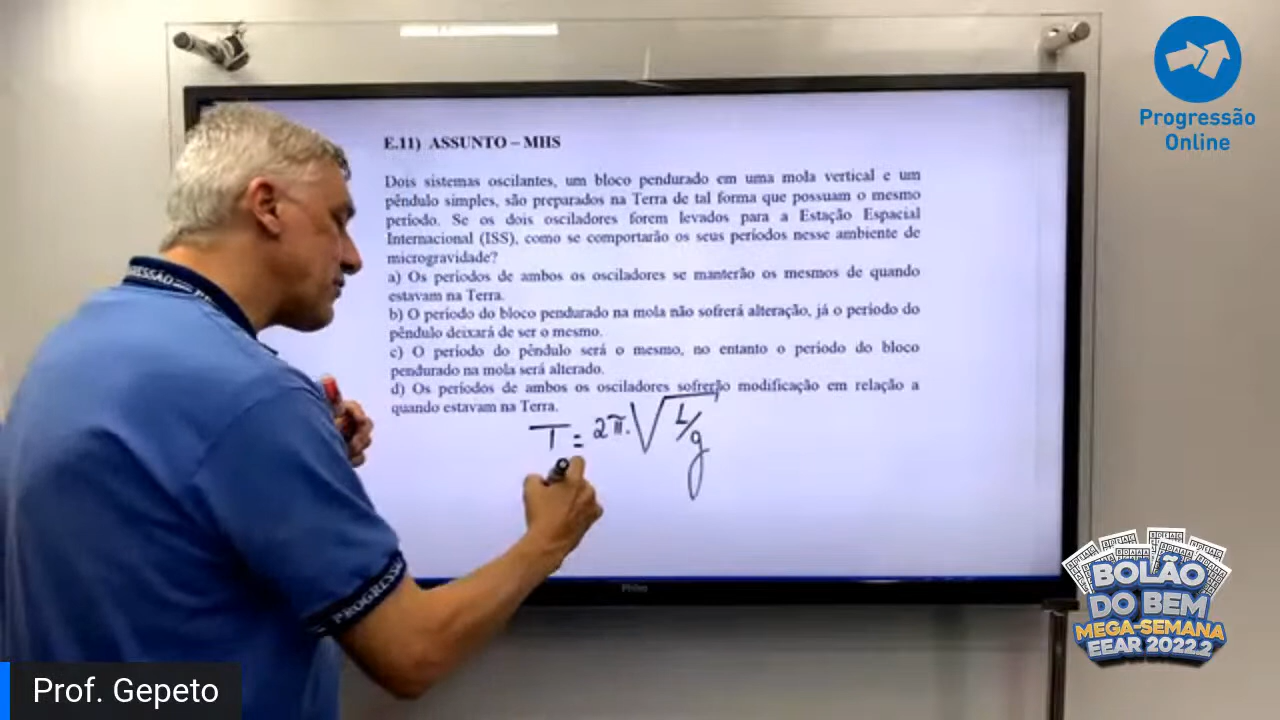 Progressão
Online
E.11) ASSUNTO – MHS
Dois sistemas oscilantes, um bloco pendurado em uma mola vertical e um
pêndulo simples, são preparados na Terra de tal forma que possuam o mesmo
período. Se os dois osciladores forem levados para a Estação Espacial
Internacional (ISS), como se comportarão os seus períodos nesse ambiente de
microgravidade?
a) Os períodos de ambos os osciladores se manterão os mesmos de quando
estavam na Terra.
b) O período do bloco pendurado na mola não sofrerá alteração, já o período do
pêndulo deixará de ser o mesmo.
c) O período do pêndulo será o mesmo, no entanto o período do bloco
pendurado na mola será alterado.
d) Os períodos de ambos os osciladores sofrerão modificação em relação a
quando estavam na Terra.
T = 2π.√L/g
Philco
PROGRESS
BOLÃO
DO BEM
MEGA-SEMANA
EEAR 2022.2
Prof. Gepeto